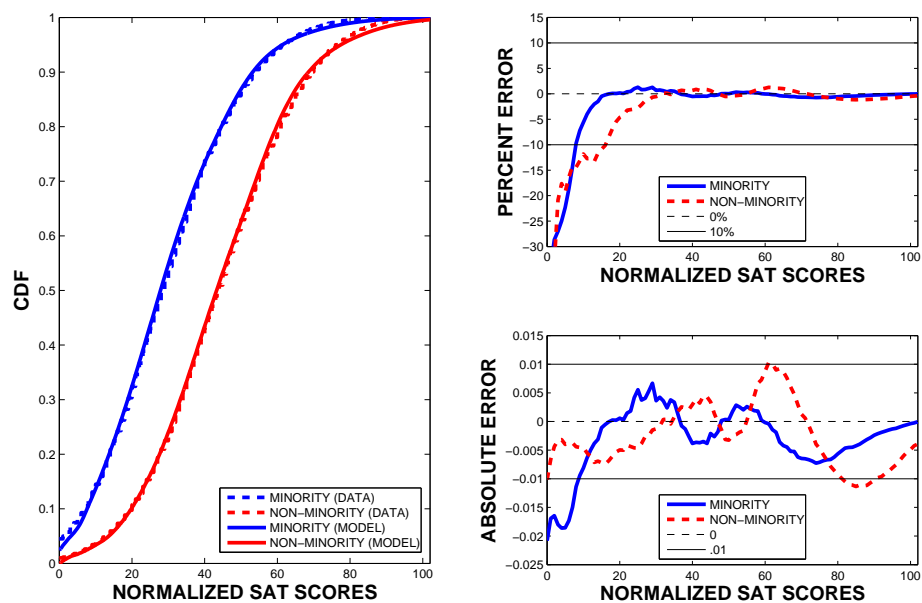 CDF
1
0.9
0.8
0.7
0.6
0.5
0.4
0.3
0.2
0.1
0
0 20 40 60 80 100
NORMALIZED SAT SCORES
MINORITY (DATA)
NON−MINORITY (DATA)
MINORITY (MODEL)
NON−MINORITY (MODEL)
PERCENT ERROR
15
10
5
0
−5
−10
−15
−20
−25
−30
0 20 40 60 80 100
NORMALIZED SAT SCORES
MINORITY
NON−MINORITY
0%
10%
ABSOLUTE ERROR
0.015
0.01
0.005
0
−0.005
−0.01
−0.015
−0.02
−0.025
0 20 40 60 80 100
NORMALIZED SAT SCORES
MINORITY
NON−MINORITY
0
.01